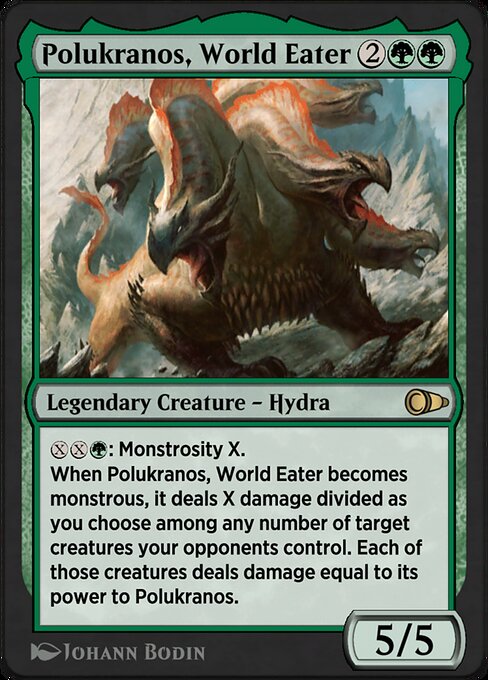 Polukranos, World Eater 2
Legendary Creature – Hydra
XX: Monstrosity X.
When Polukranos, World Eater becomes
monstrous, it deals X damage divided as
you choose among any number of target
creatures your opponents control. Each of
those creatures deals damage equal to its
power to Polukranos.
5/5
Johann Bodin